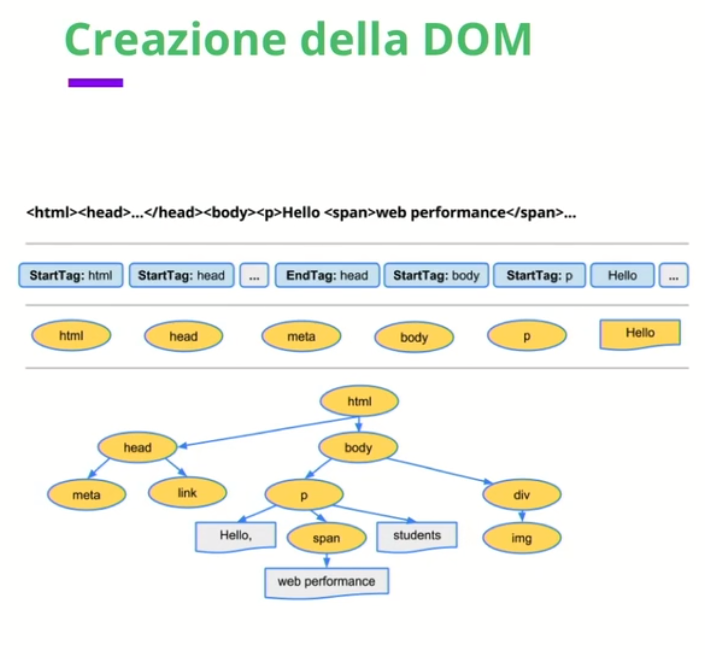 Creazione della DOM
<html><head>...</head><body><p>Hello <span>web performance</span>...
StartTag: html StartTag: head ... EndTag: head StartTag: body StartTag: p Hello ...
html head meta body p Hello
html
head body
meta link p div
Hello, span students img
web performance